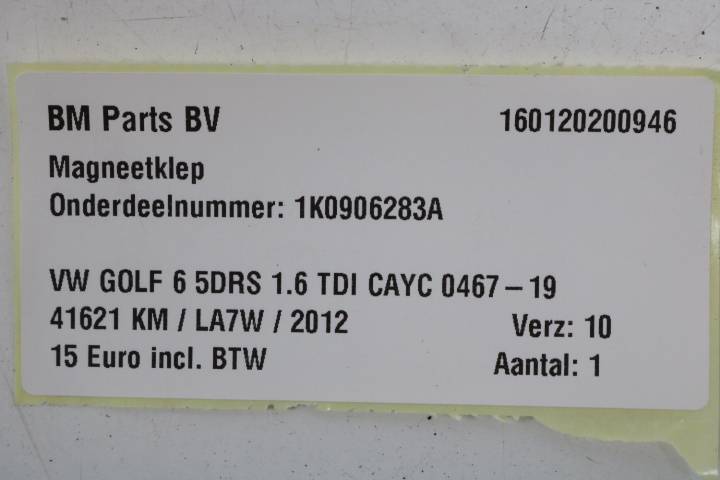 BM Parts BV 160120200946
Magneetklep
Onderdeelnummer: 1K0906283A
VW GOLF 6 5DRS 1.6 TDI CAYC 0467 – 19
41621 KM / LA7W / 2012 Verz: 10
15 Euro incl. BTW Aantal: 1